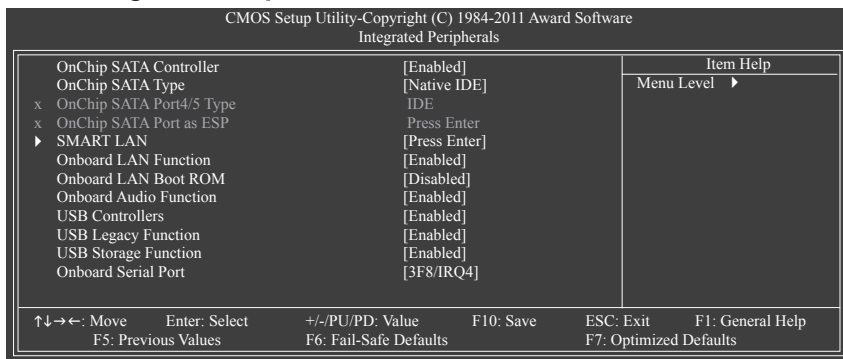 CMOS Setup Utility-Copyright (C) 1984-2011 Award Software
Integrated Peripherals
OnChip SATA Controller [Enabled]
OnChip SATA Type [Native IDE]
x OnChip SATA Port4/5 Type IDE
x OnChip SATA Port as ESP Press Enter
▶ SMART LAN [Press Enter]
Onboard LAN Function [Enabled]
Onboard LAN Boot ROM [Disabled]
Onboard Audio Function [Enabled]
USB Controllers [Enabled]
USB Legacy Function [Enabled]
USB Storage Function [Enabled]
Onboard Serial Port [3F8/IRQ4]
Item Help
Menu Level ▶
↑↓→←: Move Enter: Select +/-/PU/PD: Value F10: Save ESC: Exit F1: General Help
F5: Previous Values F6: Fail-Safe Defaults F7: Optimized Defaults